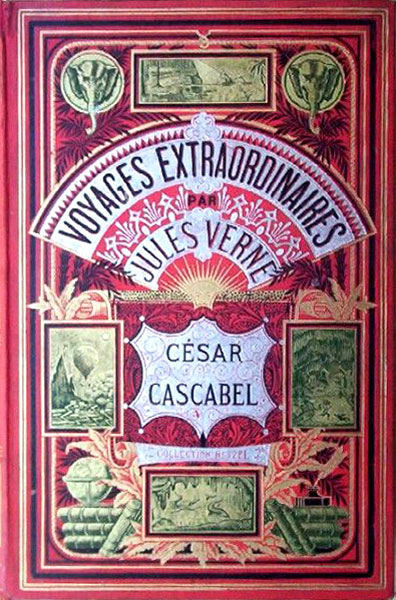 VOYAGES EXTRAORDINAIRES
PAR
JULES VERNE
CÉSAR
CASCABEL
COLLECTION HETZEL